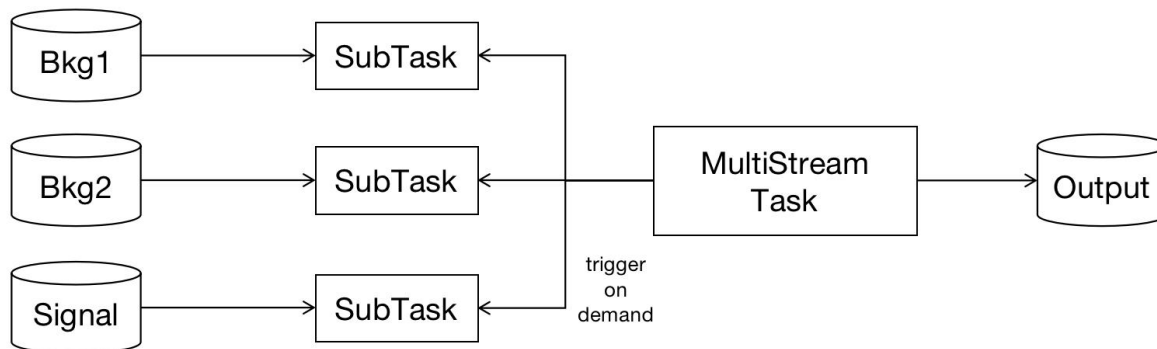 Bkg1
SubTask
Bkg2
SubTask
MultiStream
Task
Output
Signal
SubTask
trigger
on
demand